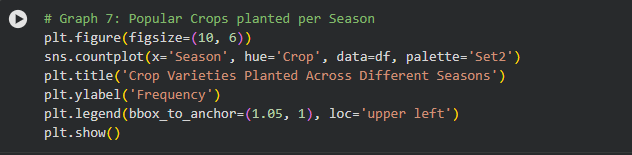 # Graph 7: Popular Crops planted per Season
plt.figure(figsize=(10, 6))
sns.countplot(x='Season', hue='Crop', data=df, palette='Set2')
plt.title('Crop Varieties Planted Across Different Seasons')
plt.ylabel('Frequency')
plt.legend(bbox_to_anchor=(1.05, 1), loc='upper left')
plt.show()